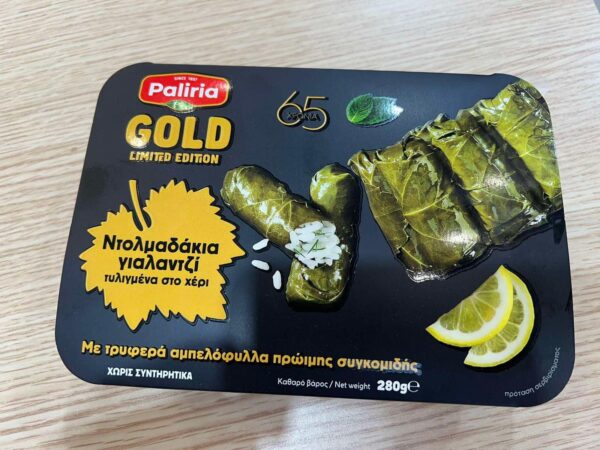 SINCE 1957
Paliria
GOLD
LIMITED EDITION
65
ΧΡΟΝΙΑ
Ντολμαδάκια
γιαλαντζί
τυλιγμένα στο χέρι
Με τρυφερά αμπελόφυλλα πρώιμης συγκομιδής
ΧΩΡΙΣ ΣΥΝΤΗΡΗΤΙΚΑ
Καθαρό βάρος / Net weight 280g℮
πρόταση σερβιρίσματος